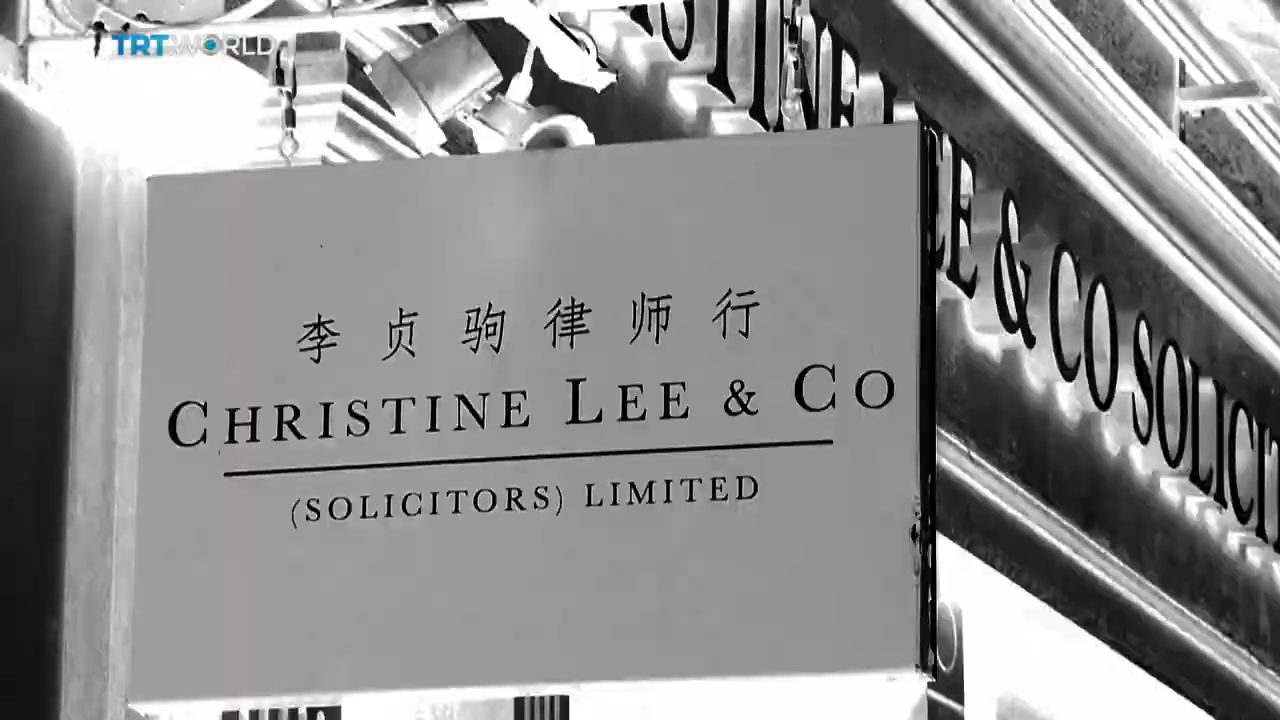 TRT WORLD
李贞驹律师行
CHRISTINE LEE & CO
(SOLICITORS) LIMITED
& CO SOLICIT